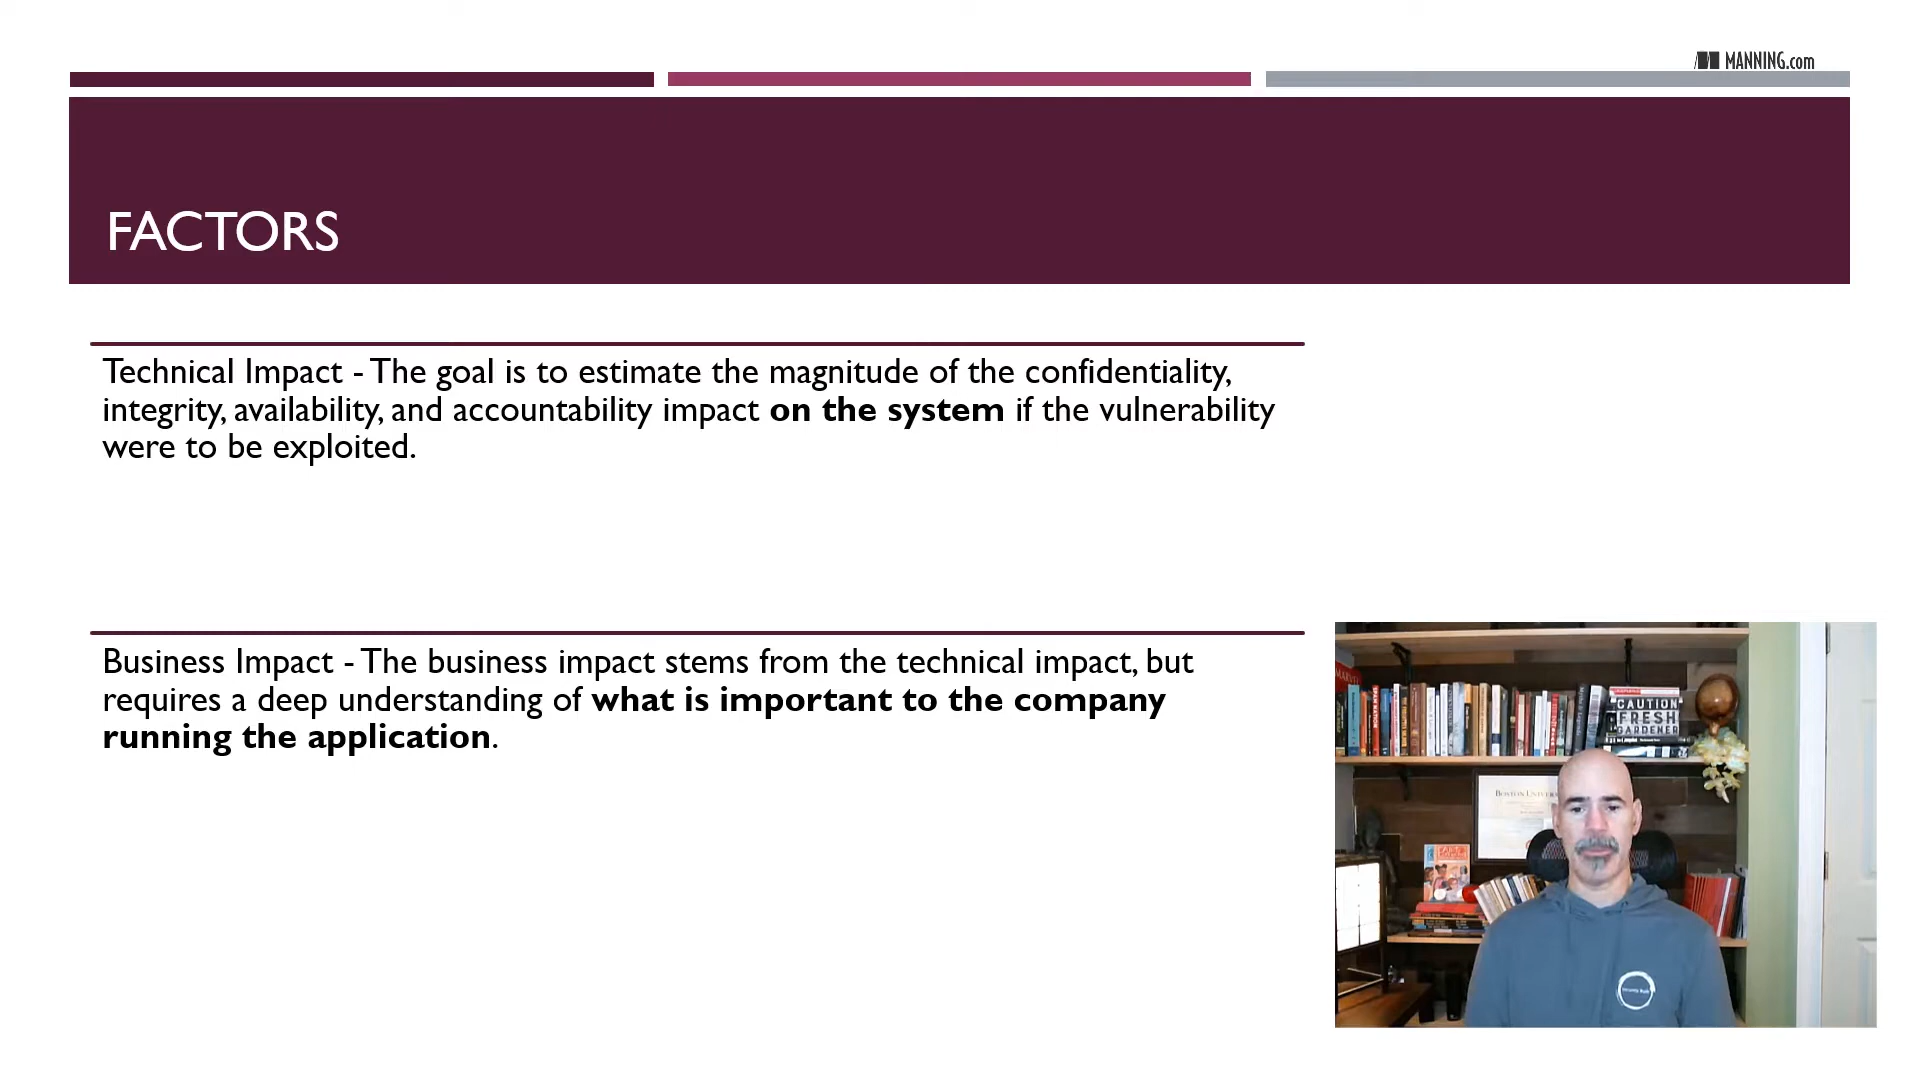 MANNING.com
FACTORS
Technical Impact - The goal is to estimate the magnitude of the confidentiality,
integrity, availability, and accountability impact on the system if the vulnerability
were to be exploited.
Business Impact - The business impact stems from the technical impact, but
requires a deep understanding of what is important to the company
running the application.
CAUTION
FRESH
GARDENER